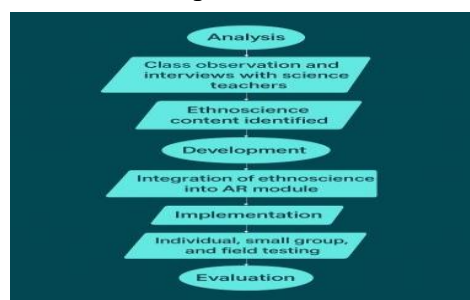 Analysis
Class observation and
interviews with science
teachers
Ethnoscience
content identified
Development
Integration of ethnoscience
into AR module
Implementation
Individual, small group,
and field testing
Evaluation